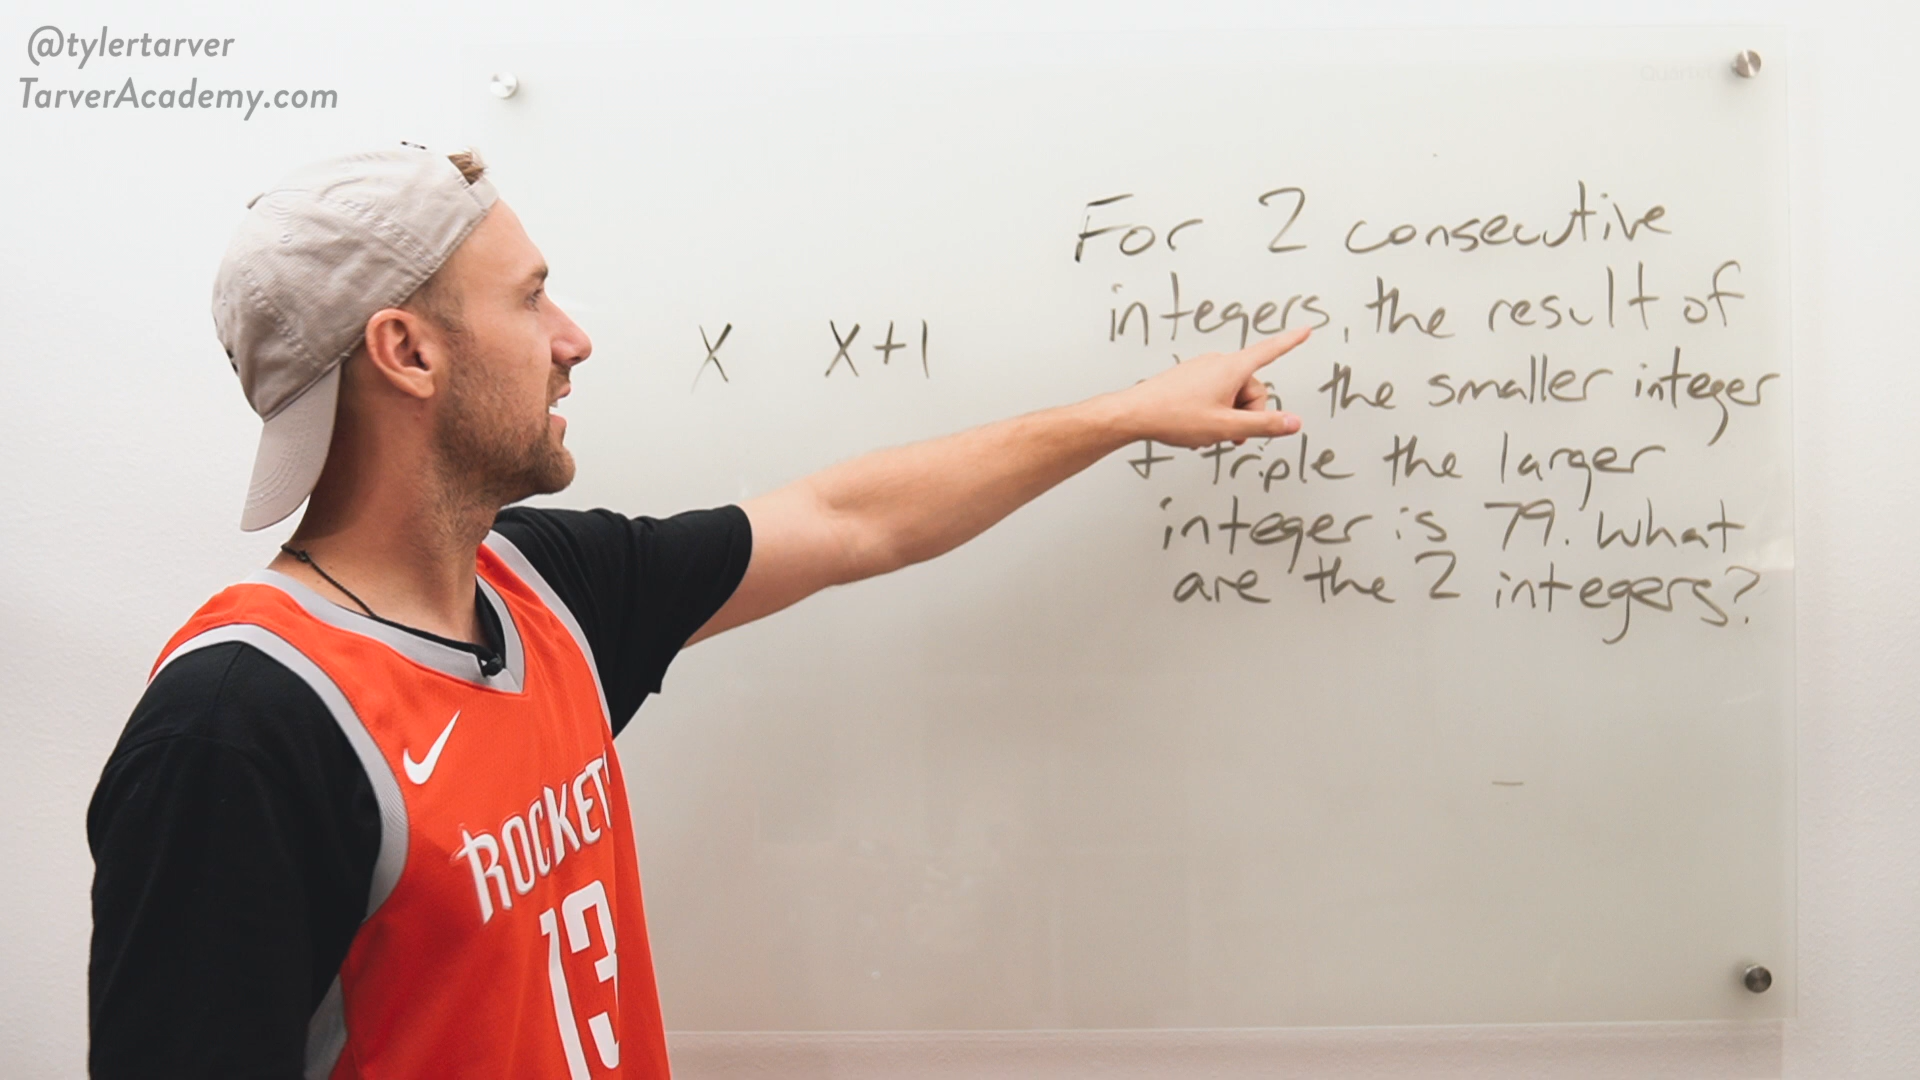 @tylertarver
TarverAcademy.com
For 2 consecutive
integers, the result of
the smaller integer
+ triple the larger
integer is 79. What
are the 2 integers?
X X+1
ROCKET
13